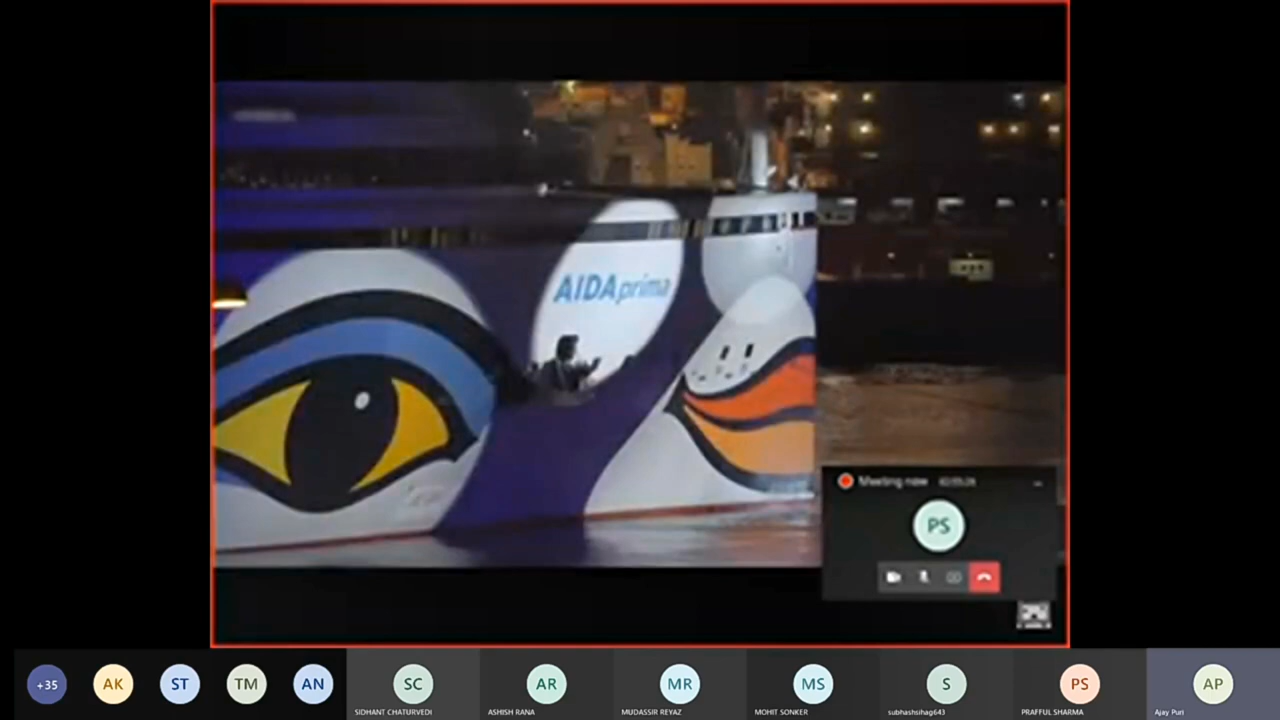 AIDAprima
Meeting now
PS
+35
AK
ST
TM
AN
SC
AR
MR
MS
S
PS
AP
SIDHANT CHATURVEDI
ASHISH RANA
MUDASSIR REYAZ
MOHIT SONKER
subhashsihag643
PRAFFUL SHARMA
Ajay Puri